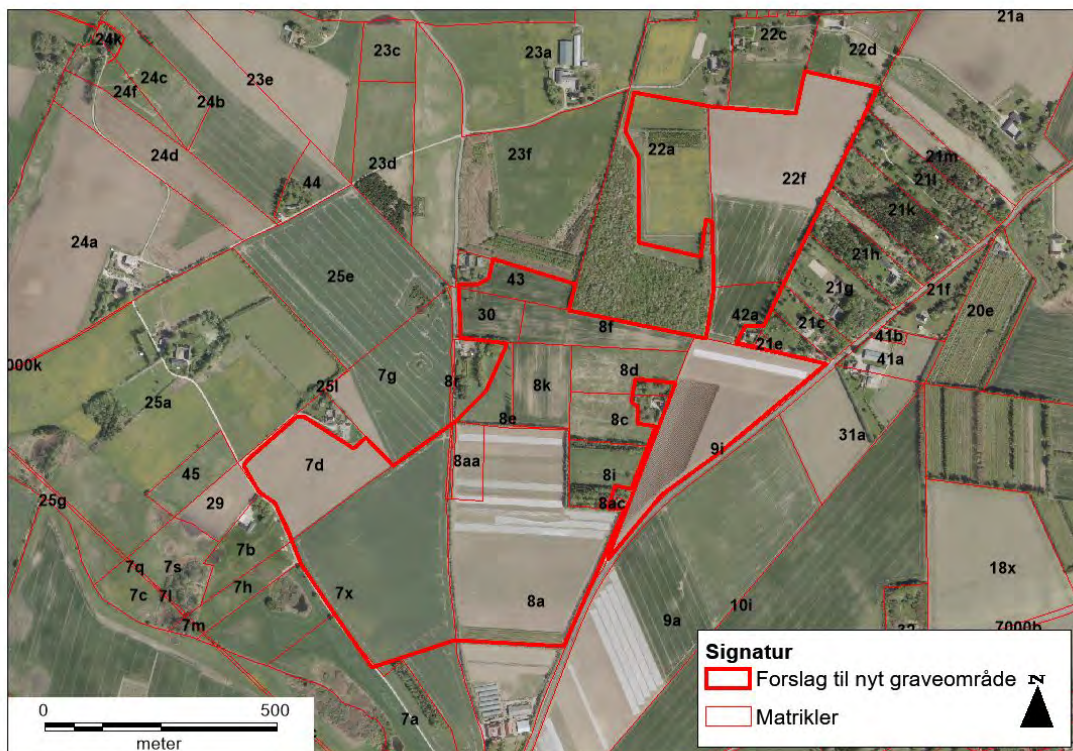 21a
24k
23c
23a
22c
22d
24c
23e
24f
24b
24d
23d
23f
22a
21m
21l
44
22f
21k
24a
21h
25e
43
21g
21f
20e
30
8f
42a
21c
41b
21e
41a
000k
7g
8r
8d
25l
8k
25a
8e
8c
31a
7d
8aa
9i
45
8i
25g
29
8ac
7b
7q
7s
18x
7h
7c
7l
7x
8a
10i
7m
9a
32
7000b
7a
Signatur
Forslag til nyt graveområde
Matrikler
N
0 500
meter